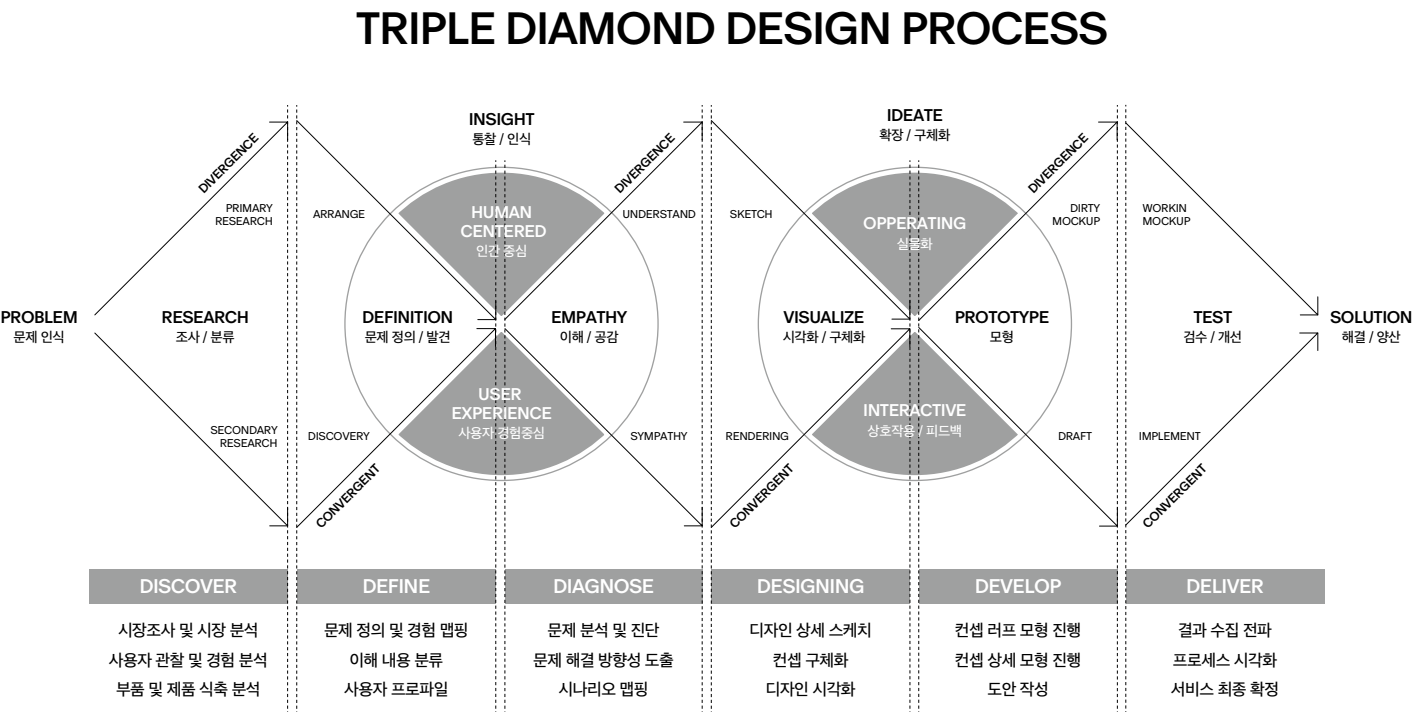 TRIPLE DIAMOND DESIGN PROCESS
INSIGHT
통찰 / 인식
IDEATE
확장 / 구체화
DIVERGENCE
DIVERGENCE
DIVERGENCE
PRIMARY
RESEARCH
ARRANGE
HUMAN
CENTERED
인간 중심
UNDERSTAND
SKETCH
OPPERATING
실물화
DIRTY
MOCKUP
WORKIN
MOCKUP
PROBLEM
문제 인식
RESEARCH
조사 / 분류
DEFINITION
문제 정의 / 발견
EMPATHY
이해 / 공감
VISUALIZE
시각화 / 구체화
PROTOTYPE
모형
TEST
검수 / 개선
SOLUTION
해결 / 양산
SECONDARY
RESEARCH
DISCOVERY
USER
EXPERIENCE
사용자 경험중심
SYMPATHY
RENDERING
INTERACTIVE
상호작용 / 피드백
DRAFT
IMPLEMENT
CONVERGENT
CONVERGENT
CONVERGENT
DISCOVER
시장조사 및 시장 분석
사용자 관찰 및 경험 분석
부품 및 제품 식축 분석
DEFINE
문제 정의 및 경험 맵핑
이해 내용 분류
사용자 프로파일
DIAGNOSE
문제 분석 및 진단
문제 해결 방향성 도출
시나리오 맵핑
DESIGNING
디자인 상세 스케치
컨셉 구체화
디자인 시각화
DEVELOP
컨셉 러프 모형 진행
컨셉 상세 모형 진행
도안 작성
DELIVER
결과 수집 전파
프로세스 시각화
서비스 최종 확정